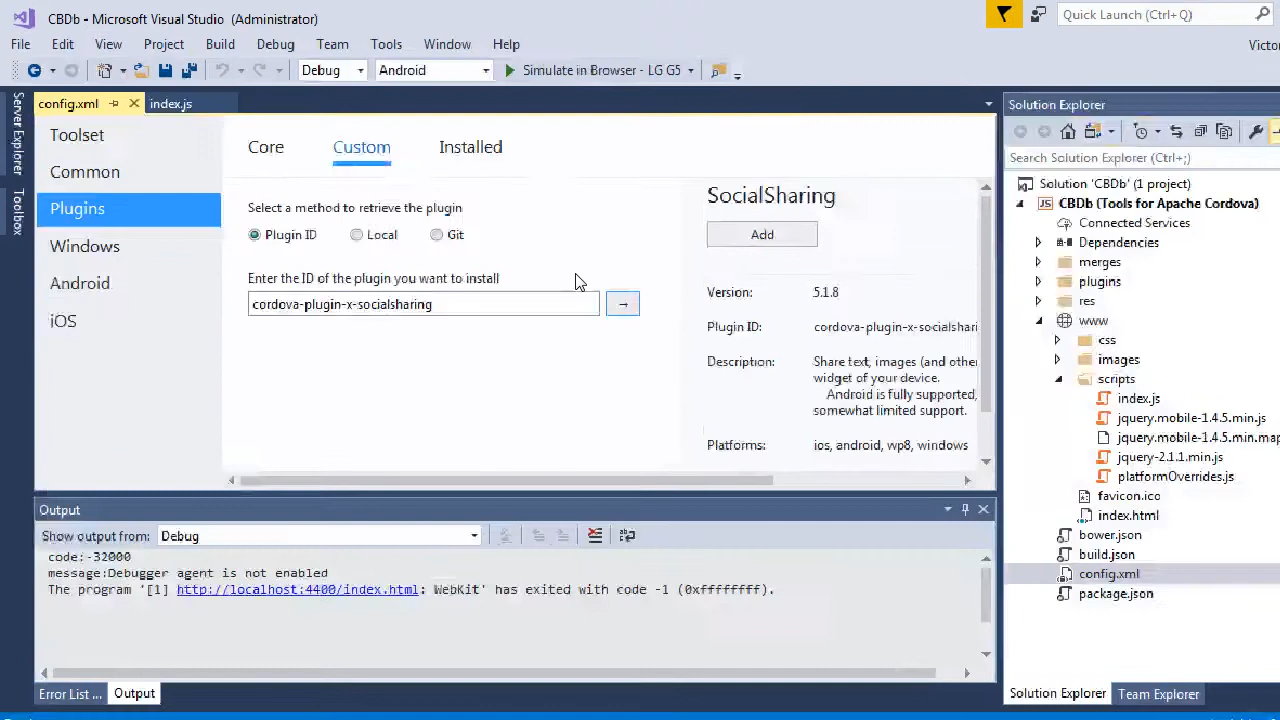 CBDb - Microsoft Visual Studio (Administrator)
Quick Launch (Ctrl+Q)
File Edit View Project Build Debug Team Tools Window Help
Debug Android Simulate in Browser - LG G5
config.xml index.js
Server Explorer
Toolbox
Toolset
Common
Plugins
Windows
Android
iOS
Core Custom Installed
Select a method to retrieve the plugin
Plugin ID Local Git
Enter the ID of the plugin you want to install
cordova-plugin-x-socialsharing
→
SocialSharing
Add
Version: 5.1.8
Plugin ID: cordova-plugin-x-socialshari
Description: Share text, images (and other
widget of your device.
Android is fully supported,
somewhat limited support.
Platforms: ios, android, wp8, windows
Output
Show output from: Debug
code:-32000
message:Debugger agent is not enabled
The program '[1] http://localhost:4400/index.html: WebKit' has exited with code -1 (0xffffffff).
Error List ... Output
Solution Explorer
Search Solution Explorer (Ctrl+;)
Solution 'CBDb' (1 project)
JS CBDb (Tools for Apache Cordova)
Connected Services
Dependencies
merges
plugins
res
www
css
images
scripts
index.js
jquery.mobile-1.4.5.min.js
jquery.mobile-1.4.5.min.map
jquery-2.1.1.min.js
platformOverrides.js
favicon.ico
index.html
bower.json
build.json
config.xml
package.json
Solution Explorer Team Explorer